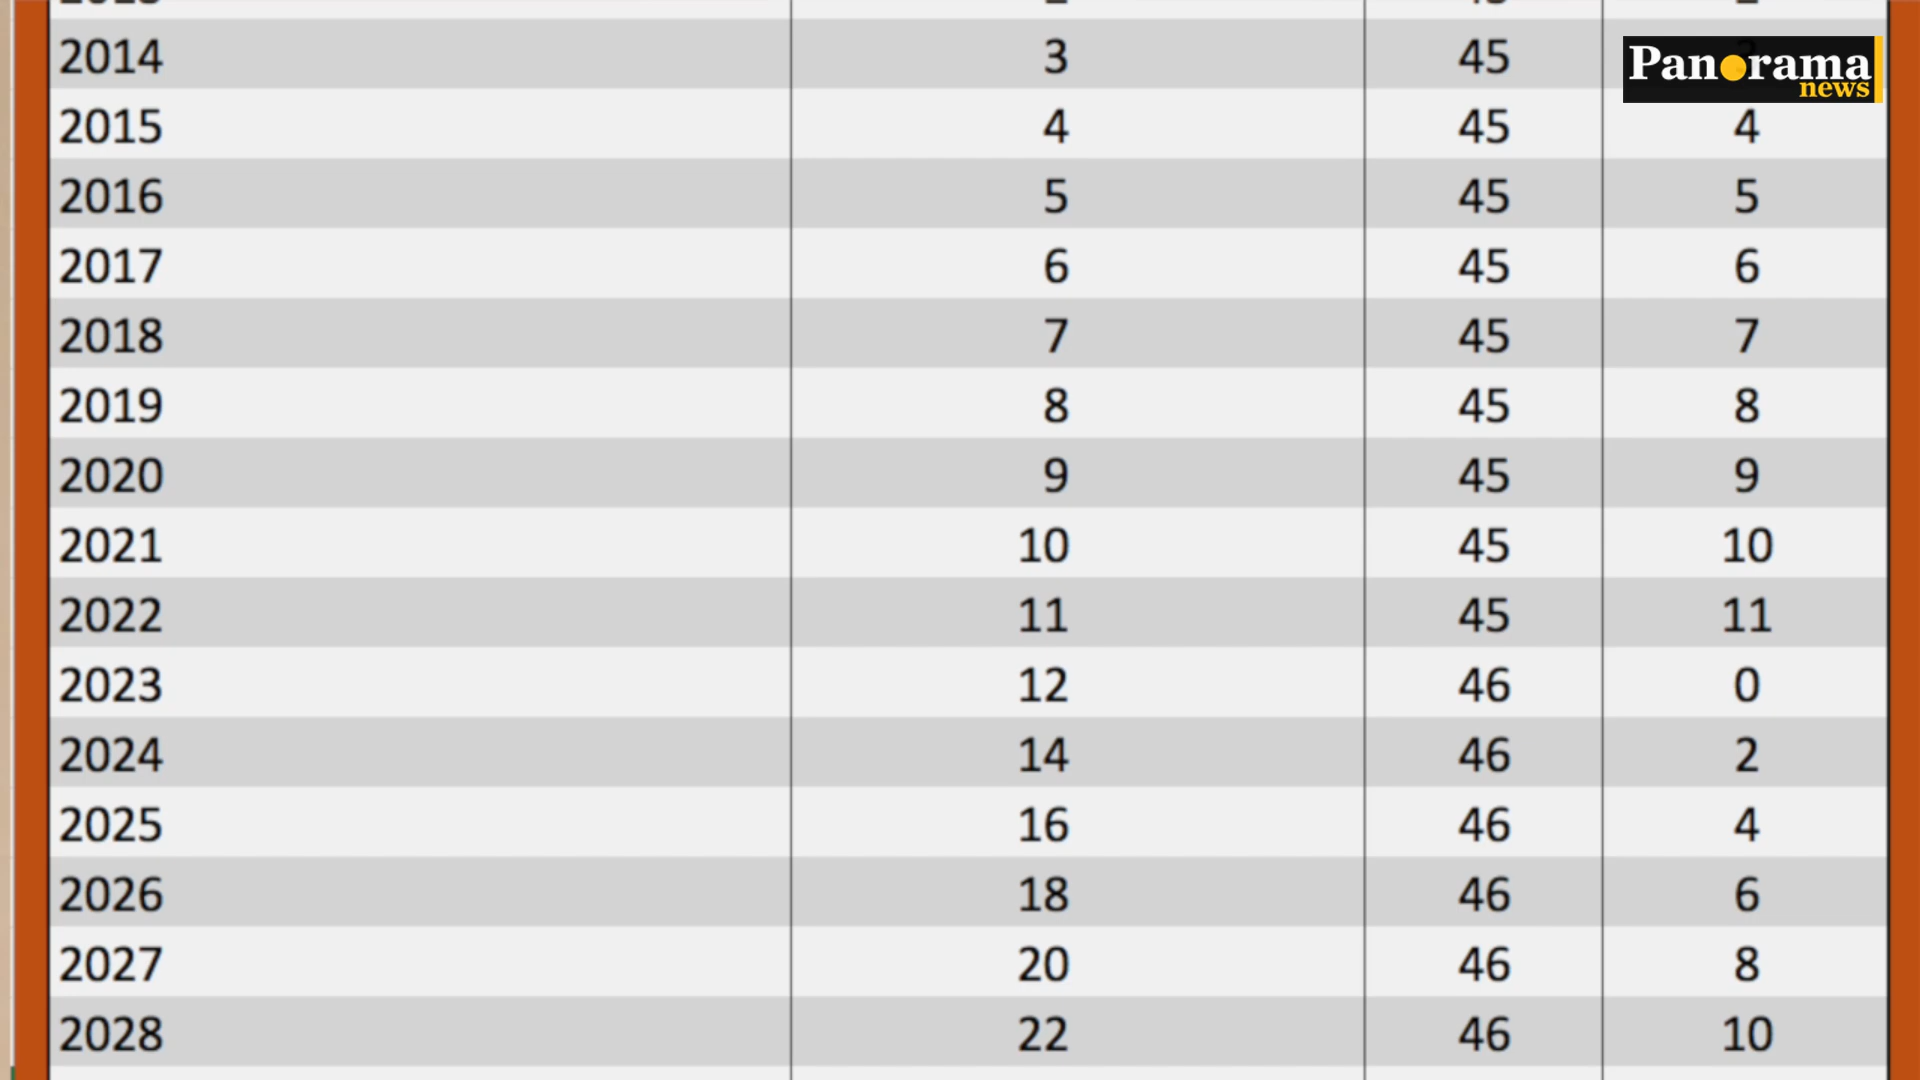 2014 3 45
Panorama
news
2015 4 45 4
2016 5 45 5
2017 6 45 6
2018 7 45 7
2019 8 45 8
2020 9 45 9
2021 10 45 10
2022 11 45 11
2023 12 46 0
2024 14 46 2
2025 16 46 4
2026 18 46 6
2027 20 46 8
2028 22 46 10